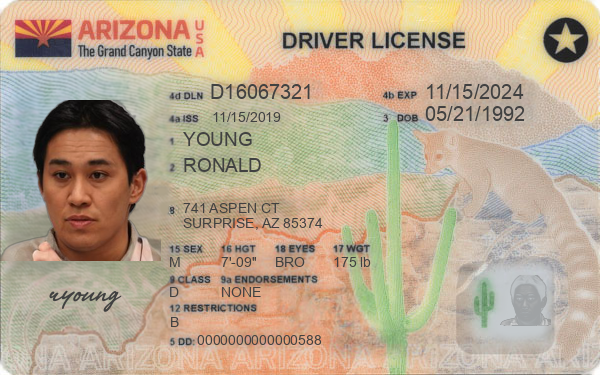 ARIZONA USA
The Grand Canyon State
DRIVER LICENSE
4d DLN D16067321 4b EXP 11/15/2024
4a ISS 11/15/2019 3 DOB 05/21/1992
1 YOUNG
2 RONALD
8 741 ASPEN CT
SURPRISE, AZ 85374
15 SEX 16 HGT 18 EYES 17 WGT
M 7'-09" BRO 175 lb
9 CLASS 9a ENDORSEMENTS
D NONE
12 RESTRICTIONS
B
5 DD: 0000000000000588
ryoung
ARIZONA ARIZONA ARIZONA ARIZONA